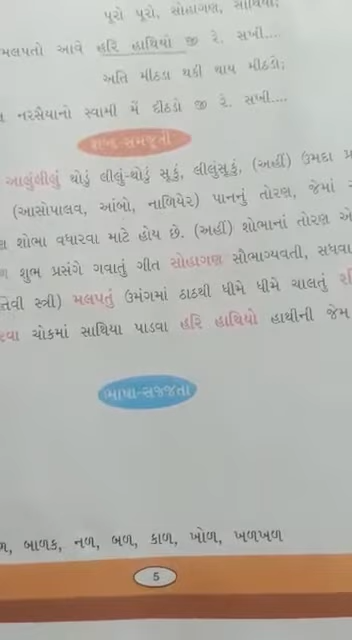 પૂરો પૂરો, સોહાગણ, સાથિયા;
મલપતો આવે હરિ હાથિયો જી રે. સખી....
અતિ મીઠડા થકી થાય મીઠડો;
નરસૈયાનો સ્વામી મેં દીઠડો જી રે. સખી....
શબ્દ-સમજૂતી
આલુંલીલું થોડું લીલું-થોડું સૂકું, લીલુંસૂકું, (અહીં) ઉમદા
(આસોપાલવ, આંબો, નાળિયેર) પાનનું તોરણ, જેમાં
શોભા વધારવા માટે હોય છે. (અહીં) શોભાનાં તોરણ
શુભ પ્રસંગે ગવાતું ગીત સોહાગણ સૌભાગ્યવતી, સધવા
સ્ત્રી) મલપતું ઉમંગમાં ઠાઠથી ધીમે ધીમે ચાલતું
ચોકમાં સાથિયા પાડવા હરિ હાથિયો હાથીની જેમ
ભાષા-સજ્જતા
બાળક, નળ, બળ, કાળ, ખોળ, ખળખળ
5